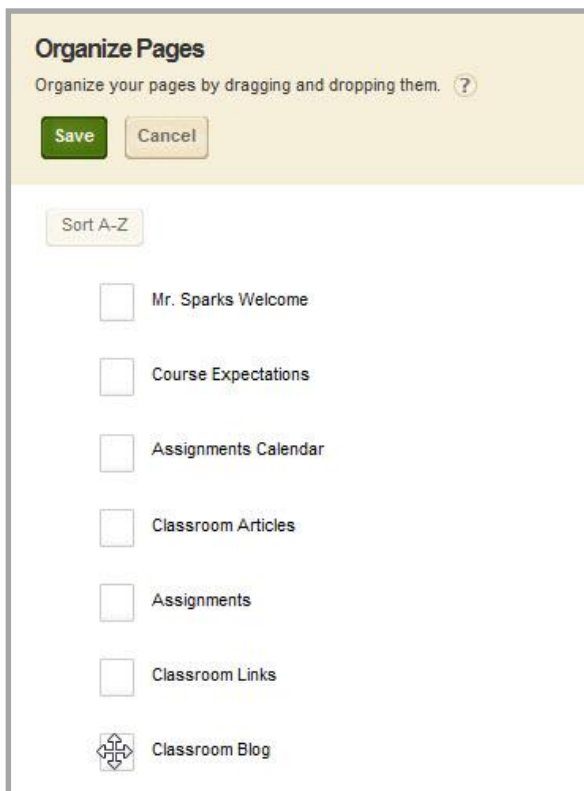 Organize Pages
Organize your pages by dragging and dropping them. ?
Save Cancel
Sort A-Z
Mr. Sparks Welcome
Course Expectations
Assignments Calendar
Classroom Articles
Assignments
Classroom Links
Classroom Blog